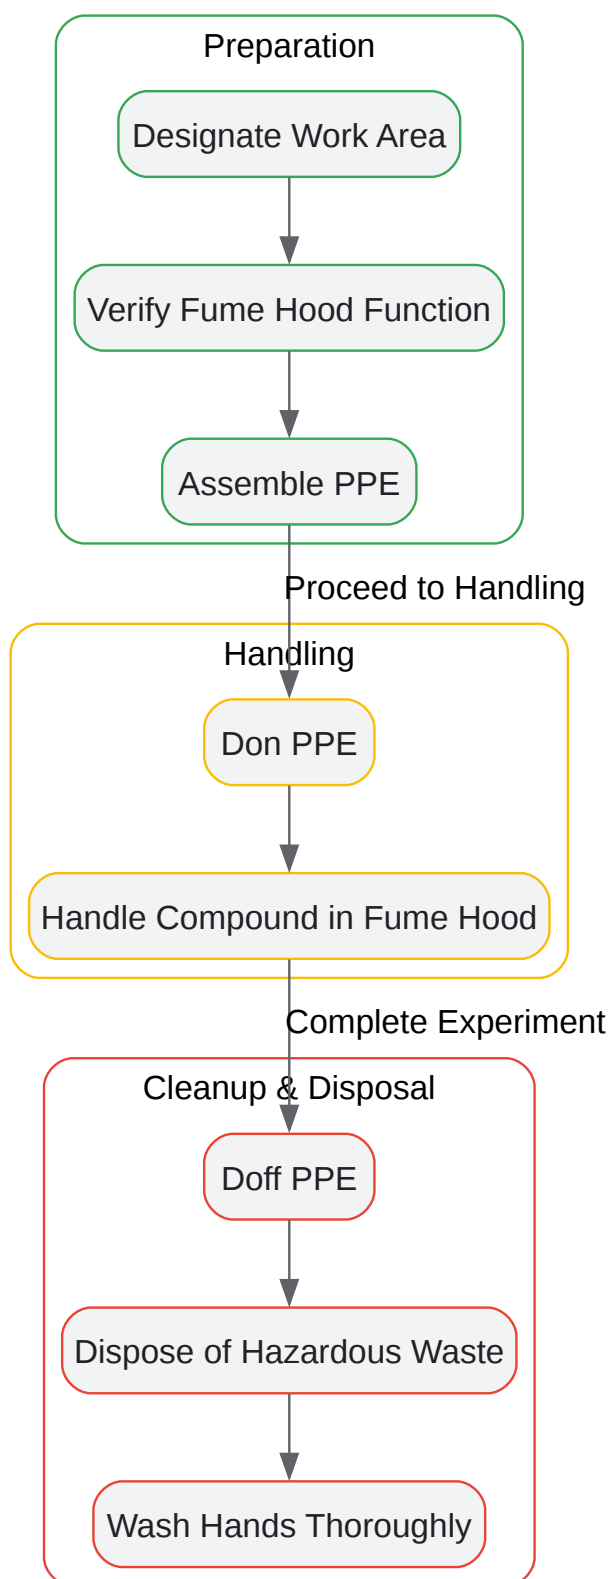 Preparation
Designate Work Area
Verify Fume Hood Function
Assemble PPE
Proceed to Handling
Handling
Don PPE
Handle Compound in Fume Hood
Complete Experiment
Cleanup & Disposal
Doff PPE
Dispose of Hazardous Waste
Wash Hands Thoroughly